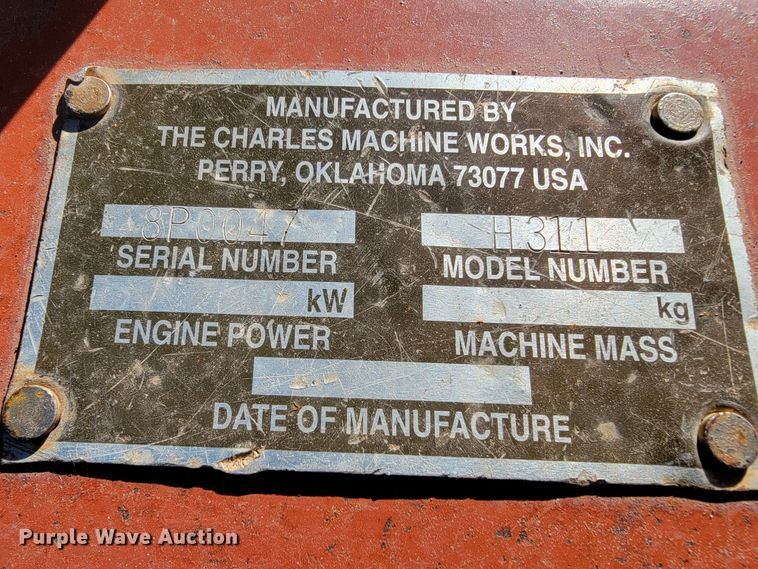 MANUFACTURED BY
THE CHARLES MACHINE WORKS, INC.
PERRY, OKLAHOMA 73077 USA
8P0047 H311
SERIAL NUMBER MODEL NUMBER
kW kg
ENGINE POWER MACHINE MASS
DATE OF MANUFACTURE
Purple Wave Auction